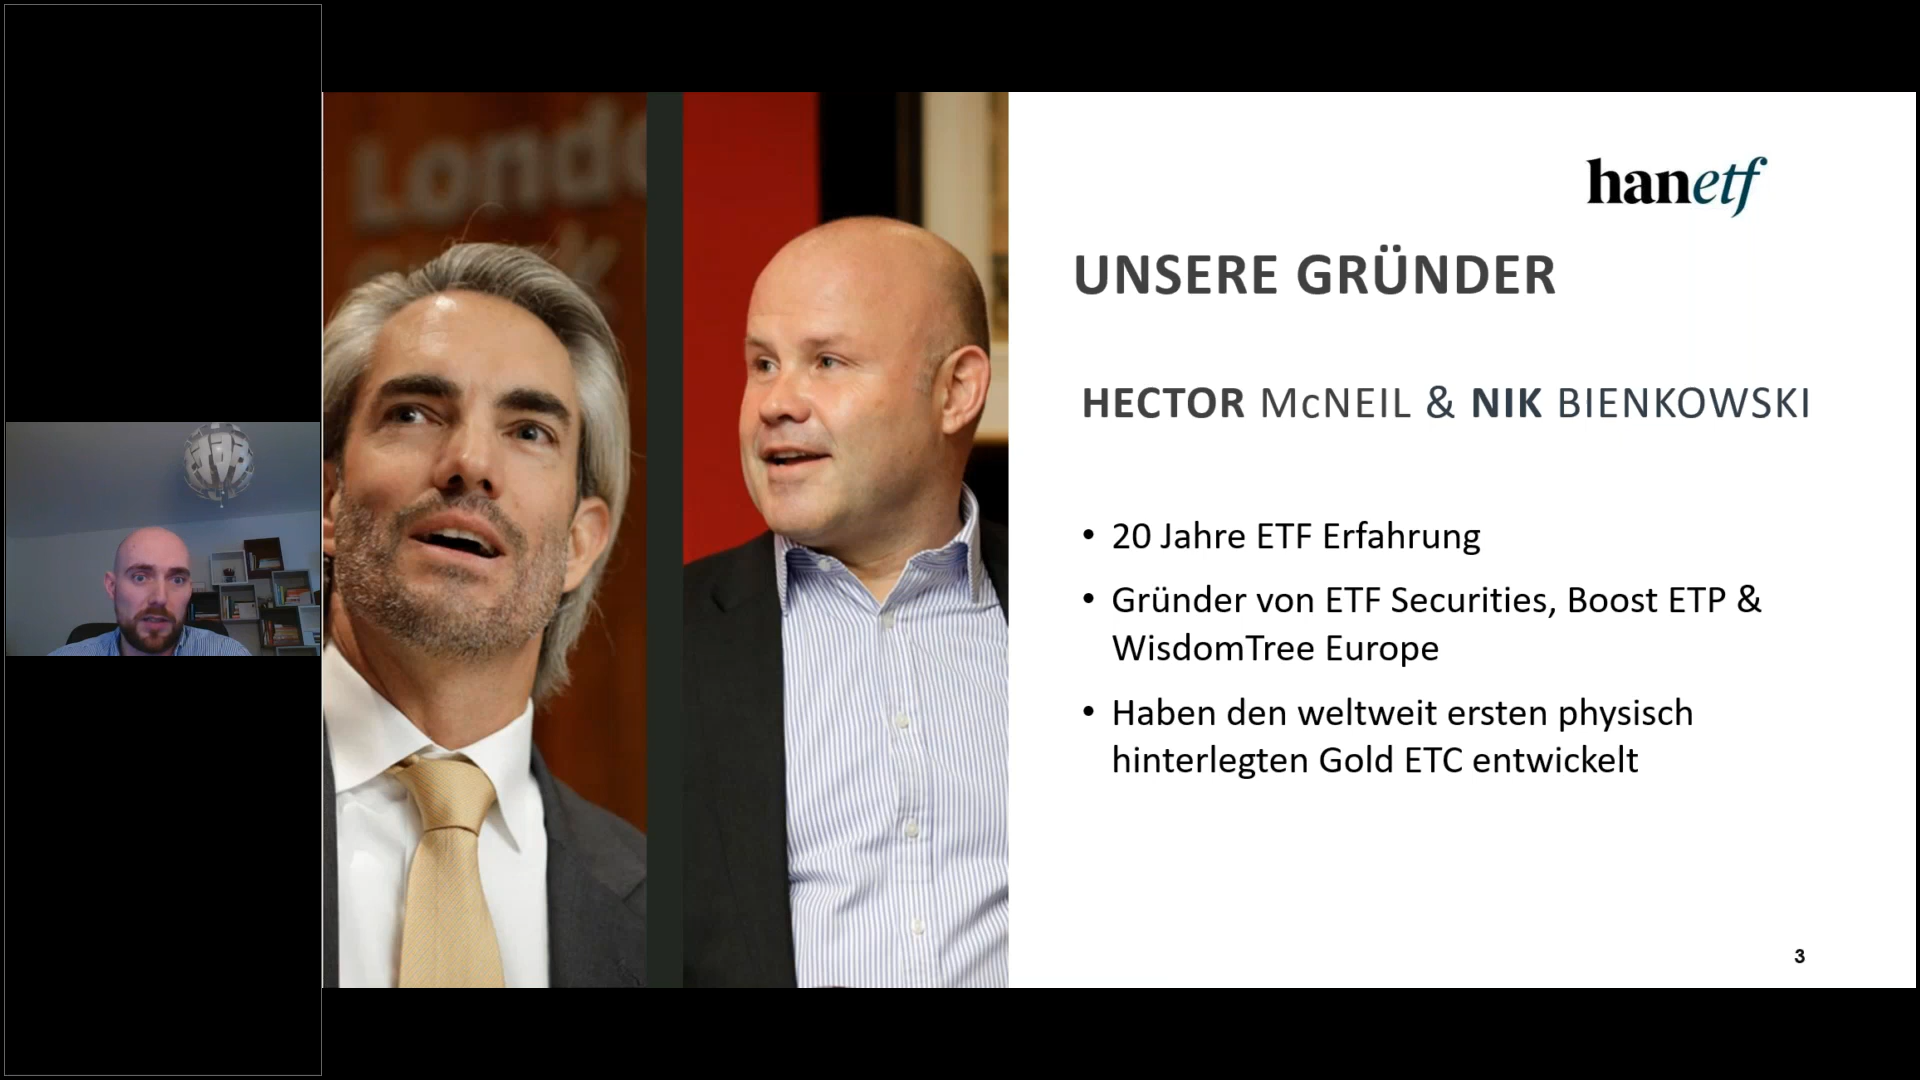 Londo
hanetf
UNSERE GRÜNDER
HECTOR McNEIL & NIK BIENKOWSKI
• 20 Jahre ETF Erfahrung
• Gründer von ETF Securities, Boost ETP &
WisdomTree Europe
• Haben den weltweit ersten physisch
hinterlegten Gold ETC entwickelt
3